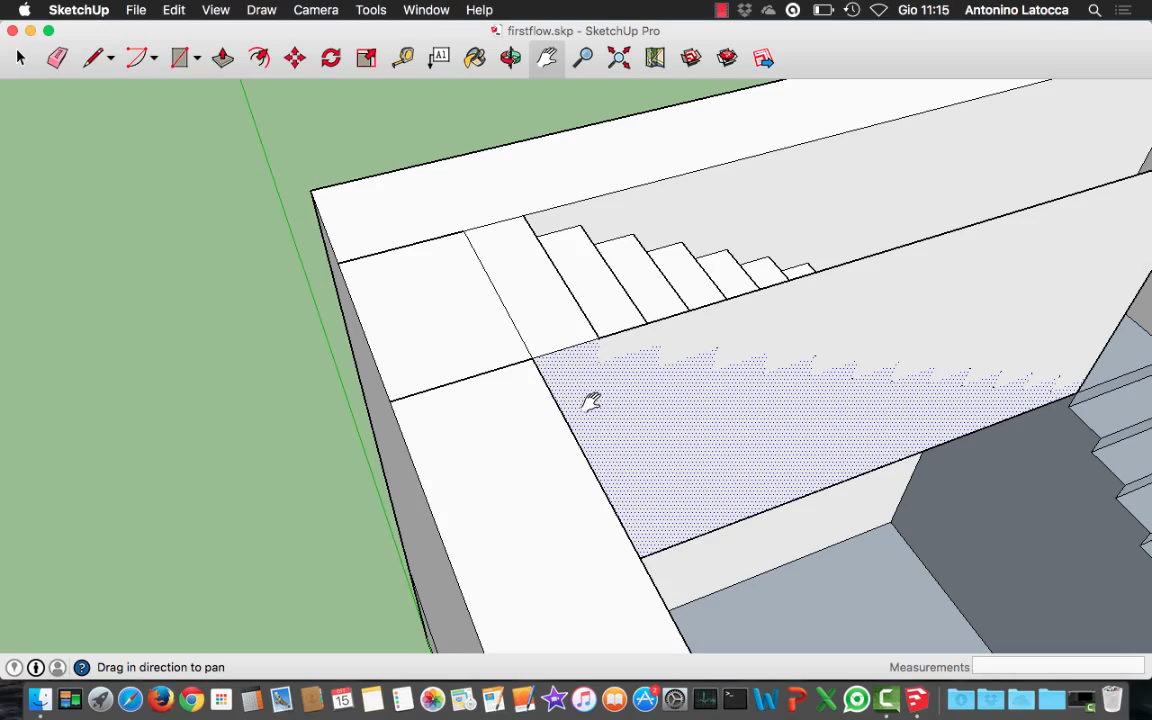 SketchUp File Edit View Draw Camera Tools Window Help Gio 11:15 Antonino Latocca
firstflow.skp - SketchUp Pro
A1
Drag in direction to pan
Measurements